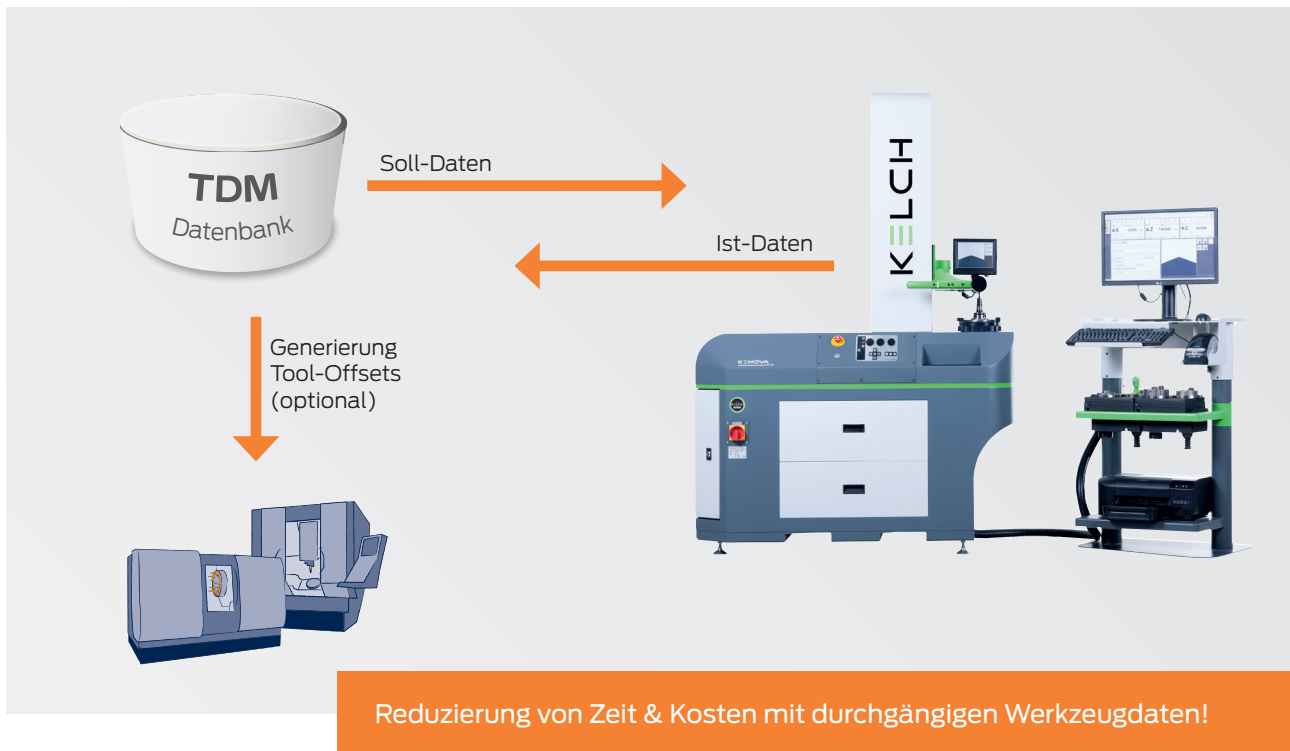 TDM
Datenbank
Soll-Daten
Ist-Daten
Generierung
Tool-Offsets
(optional)
KELCH
KENOVA
Reduzierung von Zeit & Kosten mit durchgängigen Werkzeugdaten!